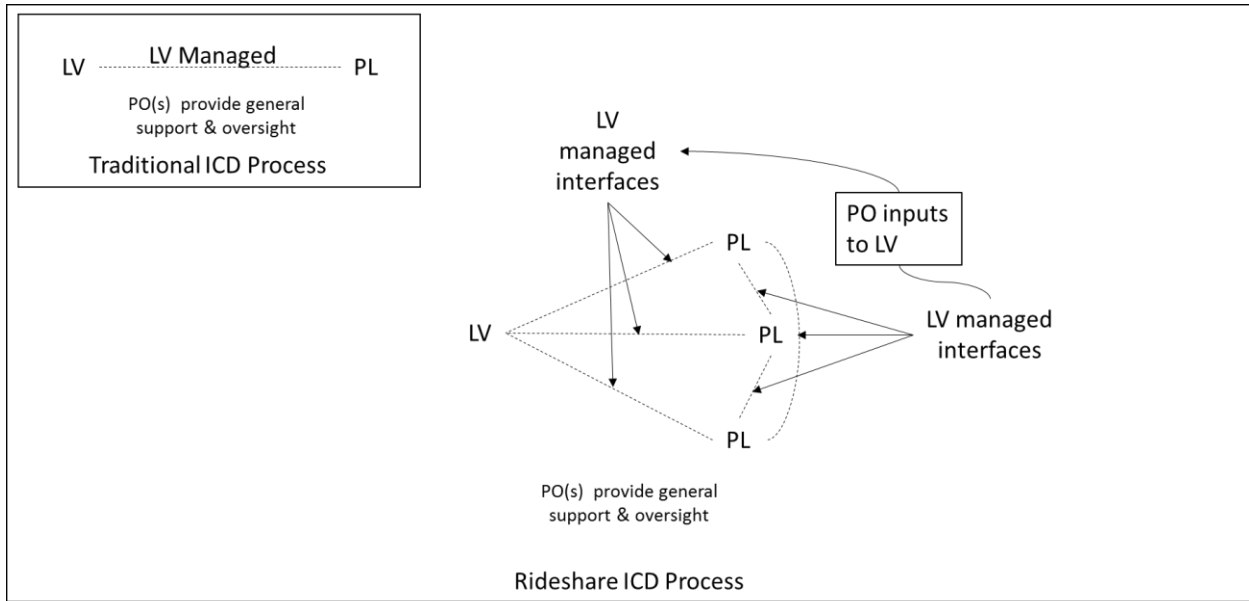 LV Managed
LV
PL
PO(s) provide general
support & oversight
Traditional ICD Process
LV
managed
interfaces
PO inputs
to LV
PL
LV
PL
LV managed
interfaces
PL
PO(s) provide general
support & oversight
Rideshare ICD Process